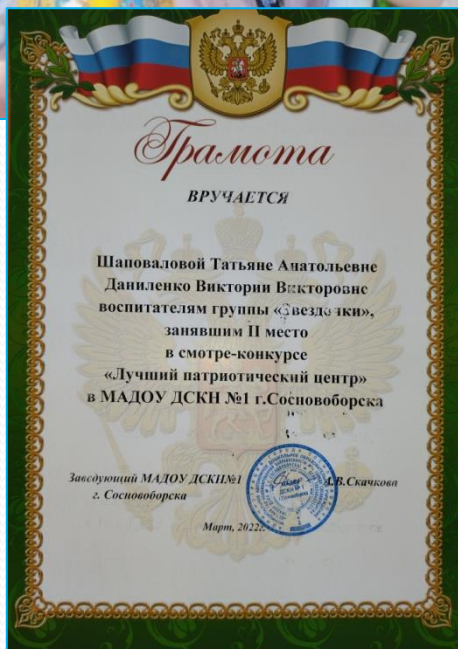 Грамота
ВРУЧАЕТСЯ
Шаповаловой Татьяне Анатольевне
Даниленко Виктории Викторовне
воспитателям группы «Звездочки»,
занявшим II место
в смотре-конкурсе
«Лучший патриотический центр»
в МАДОУ ДСКН №1 г.Сосновоборска
Заведующий МАДОУ ДСКН№1
г. Сосновоборска
А.В.Скачкова
Март, 2022г.